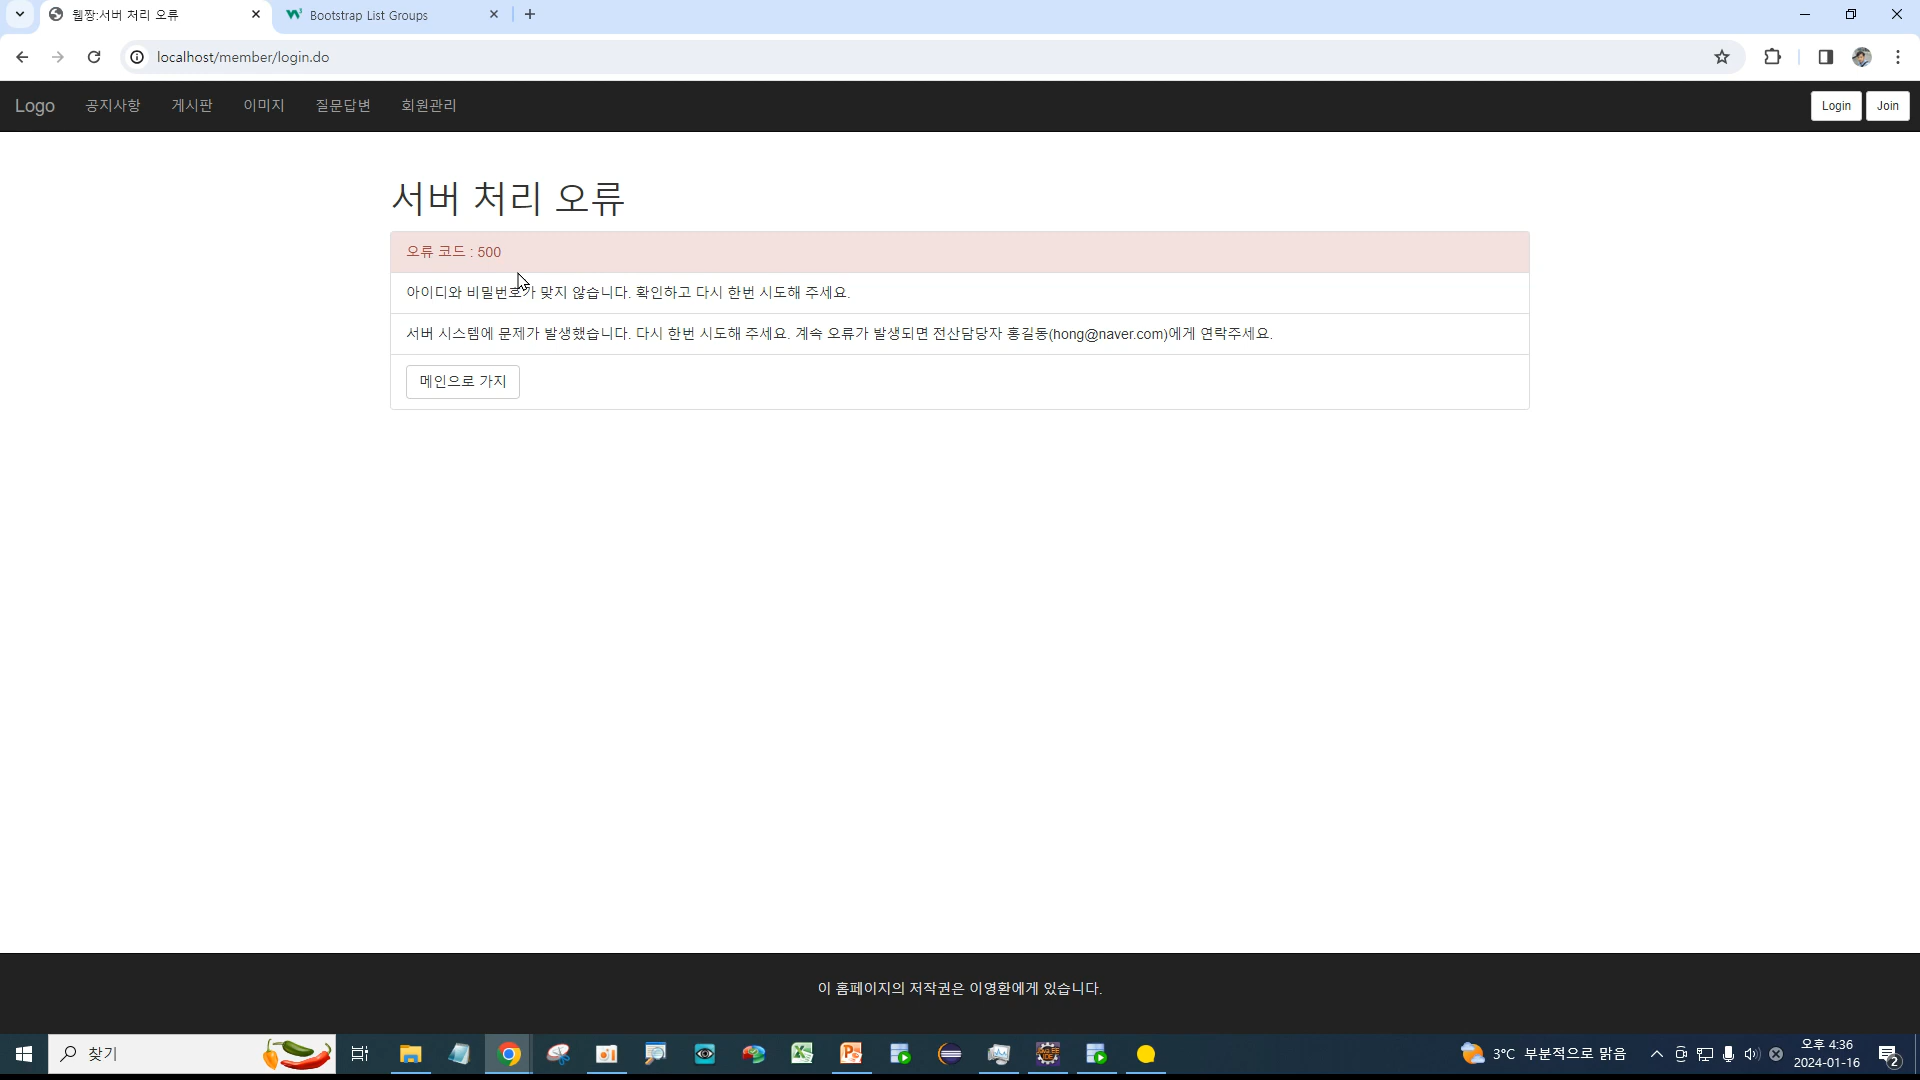 웹짱:서버 처리 오류
Bootstrap List Groups
localhost/member/login.do
Logo 공지사항 게시판 이미지 질문답변 회원관리 Login Join
서버 처리 오류
오류 코드 : 500
아이디와 비밀번호가 맞지 않습니다. 확인하고 다시 한번 시도해 주세요.
서버 시스템에 문제가 발생했습니다. 다시 한번 시도해 주세요. 계속 오류가 발생되면 전산담당자 홍길동(hong@naver.com)에게 연락주세요.
메인으로 가지
이 홈페이지의 저작권은 이영환에게 있습니다.
찾기
3°C 부분적으로 맑음
오후 4:36
2024-01-16
2